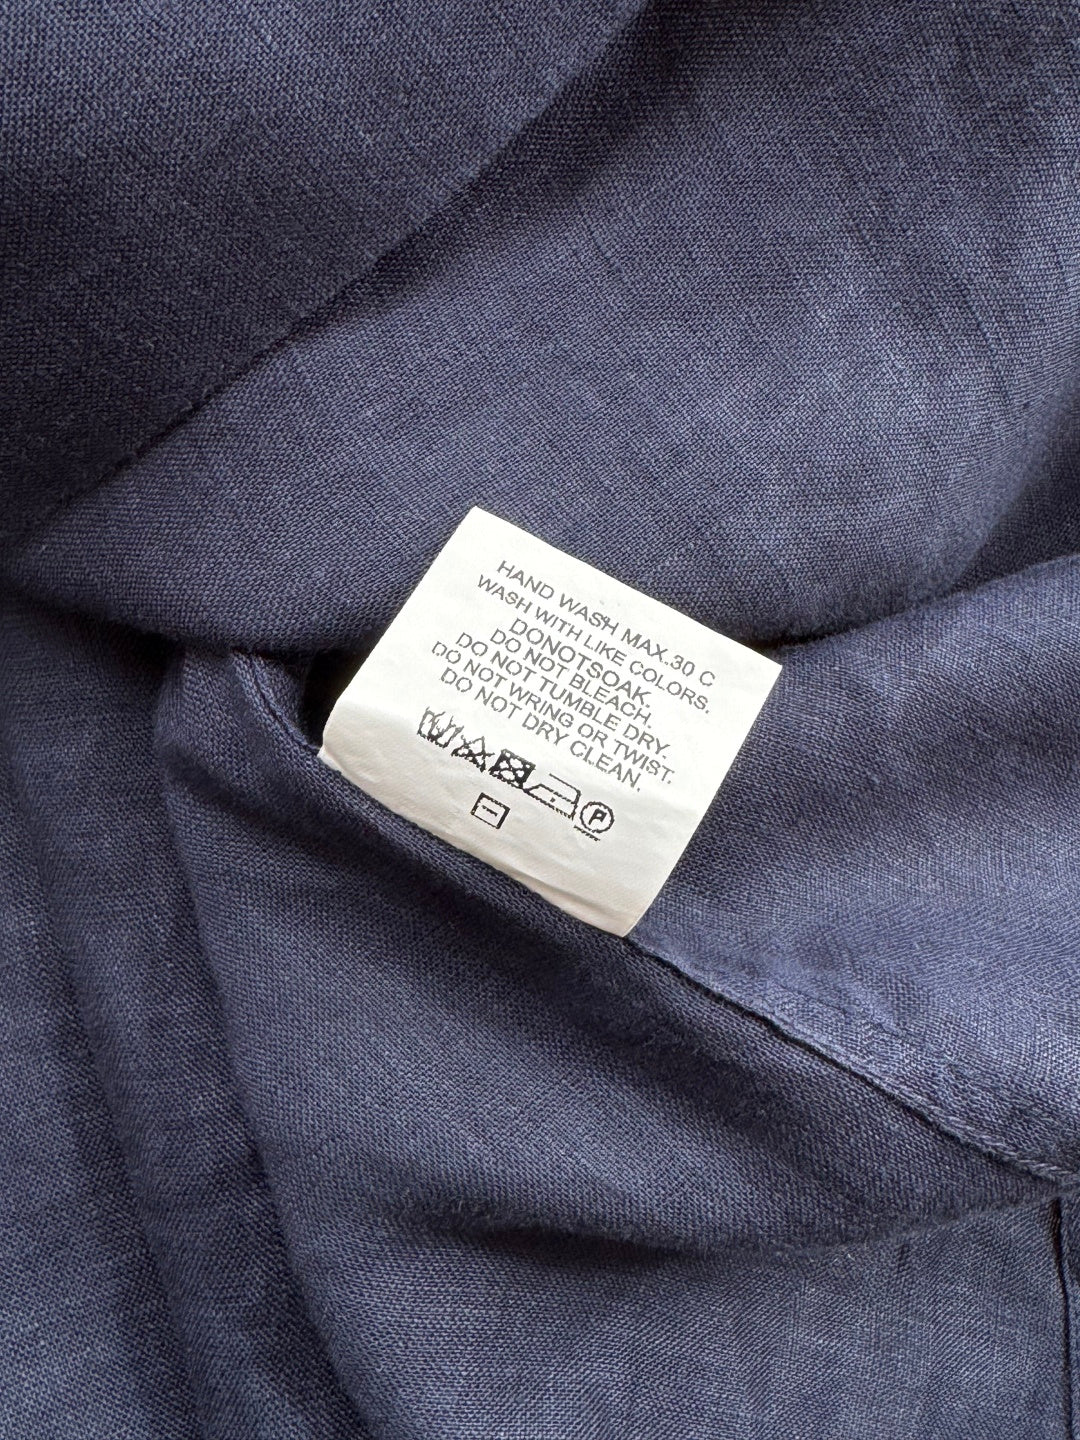 HAND WASH MAX.30 C
WASH WITH LIKE COLORS.
DONOTSOAK.
DO NOT BLEACH.
DO NOT TUMBLE DRY.
DO NOT WRING OR TWIST.
DO NOT DRY CLEAN.
P